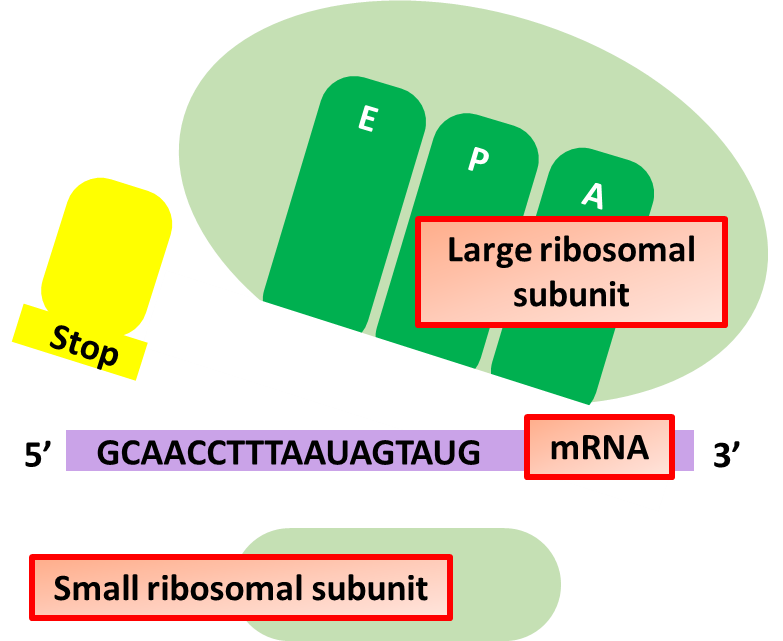 E
P
A
Large ribosomal
subunit
Stop
5’ GCAACCTTTAAUAGTAUG mRNA 3’
Small ribosomal subunit